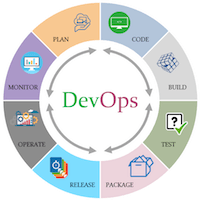 PLAN
CODE
MONITOR
BUILD
DevOps
OPERATE
TEST
RELEASE
PACKAGE